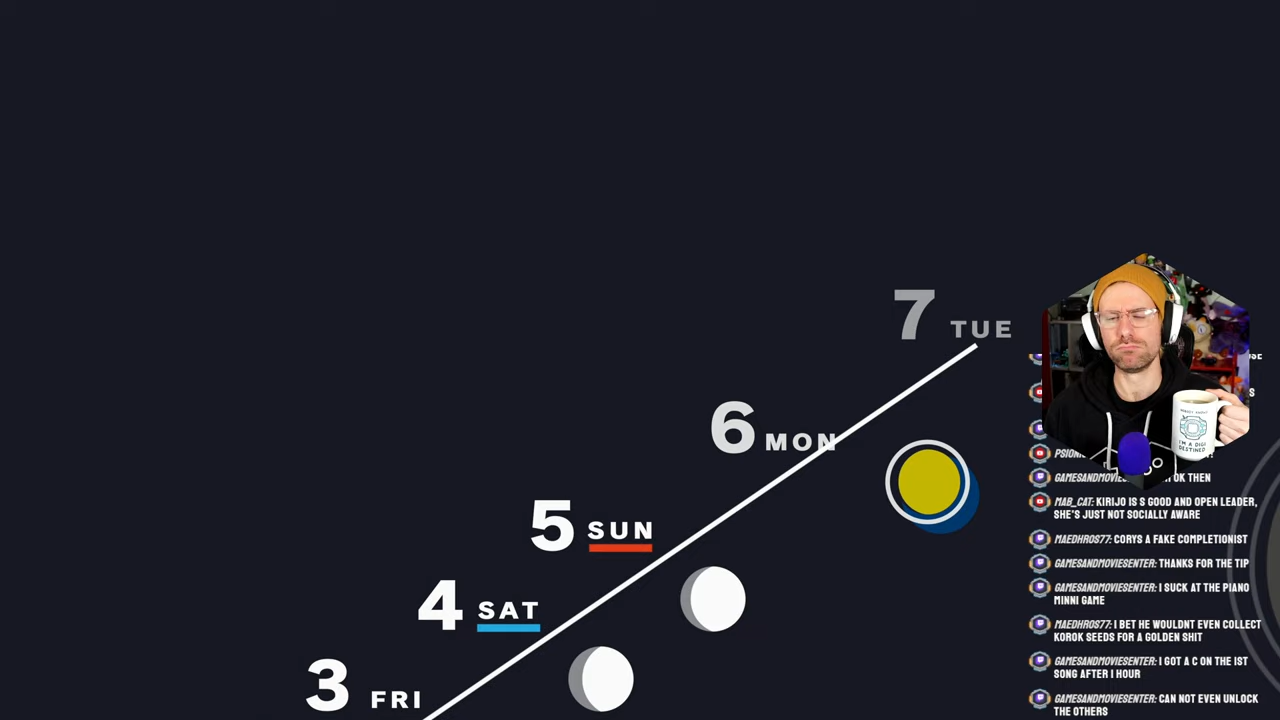 7 TUE
6 MON
5 SUN
4 SAT
3 FRI
OK THEN
MAB_CAT: KIRIJO IS S GOOD AND OPEN LEADER,
SHE'S JUST NOT SOCIALLY AWARE
MAEDHROS77: CORYS A FAKE COMPLETIONIST
GAMESANDMOVIESENTER: THANKS FOR THE TIP
GAMESANDMOVIESENTER: I SUCK AT THE PIANO
MINNI GAME
MAEDHROS77: I BET HE WOULDNT EVEN COLLECT
KOROK SEEDS FOR A GOLDEN SHIT
GAMESANDMOVIESENTER: I GOT A C ON THE 1ST
SONG AFTER 1 HOUR
GAMESANDMOVIESENTER: CAN NOT EVEN UNLOCK
THE OTHERS
I'M A DIGI
DESTINED